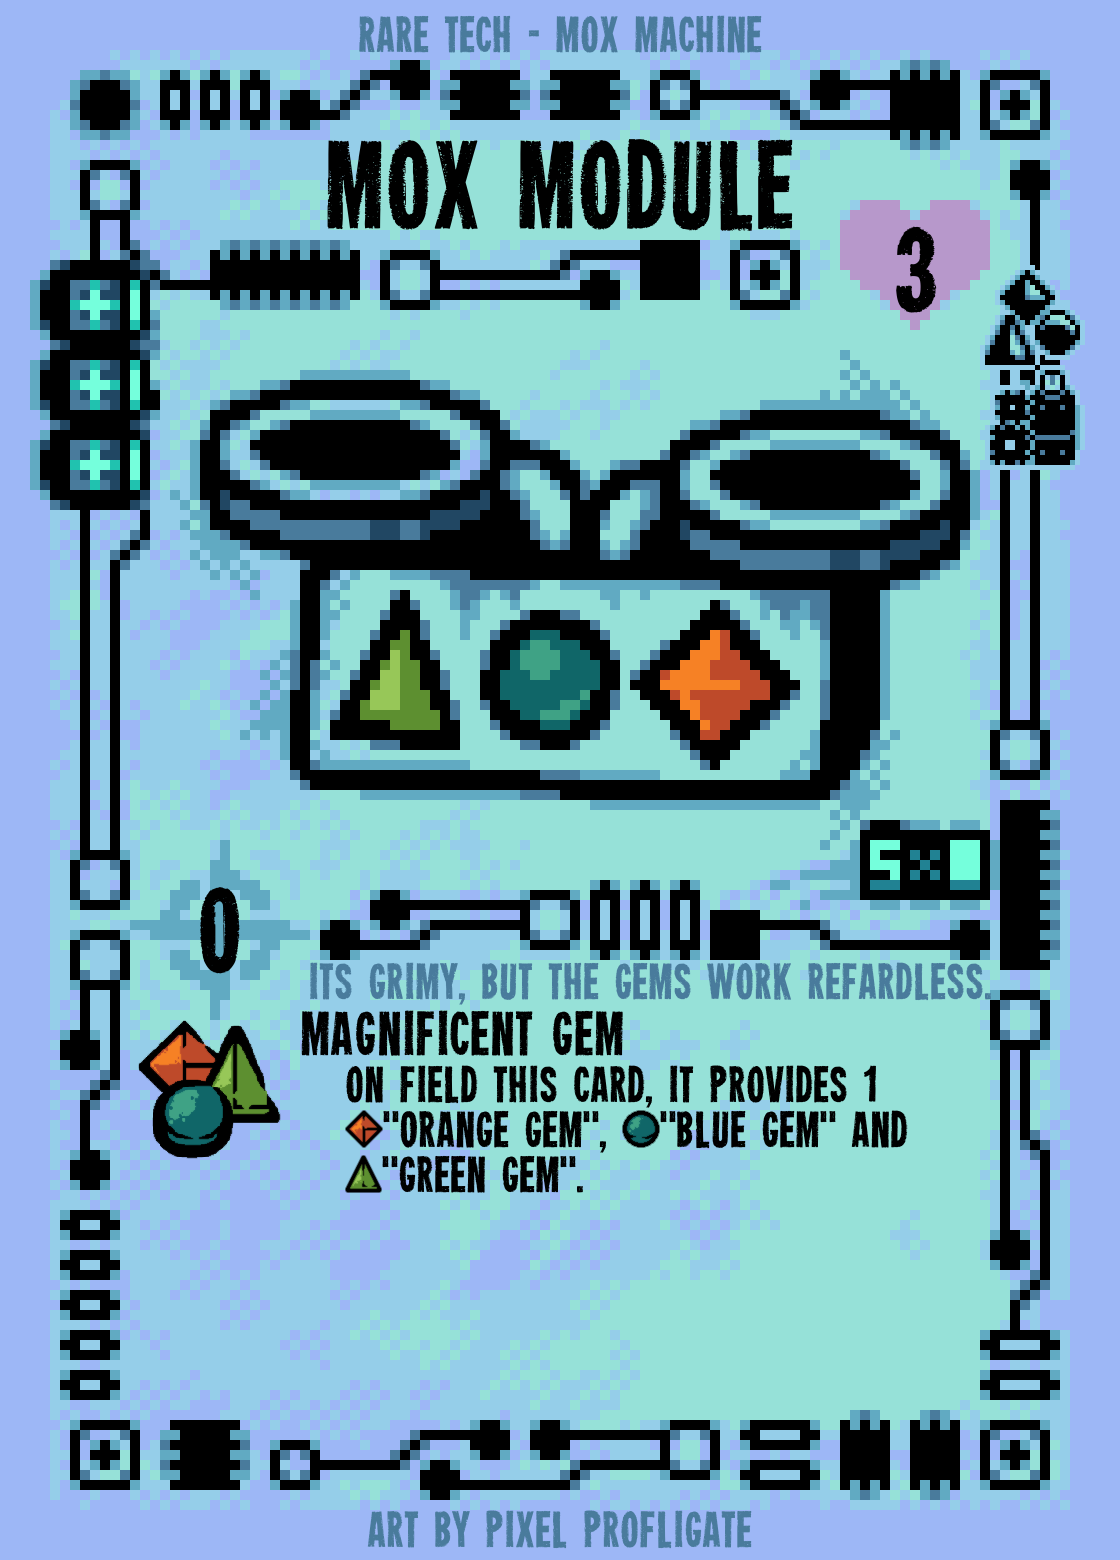 RARE TECH - MOX MACHINE
MOX MODULE
3
5
0
ITS GRIMY, BUT THE GEMS WORK REFARDLESS.
MAGNIFICENT GEM
ON FIELD THIS CARD, IT PROVIDES 1
"ORANGE GEM", "BLUE GEM" AND
"GREEN GEM".
ART BY PIXEL PROFLIGATE